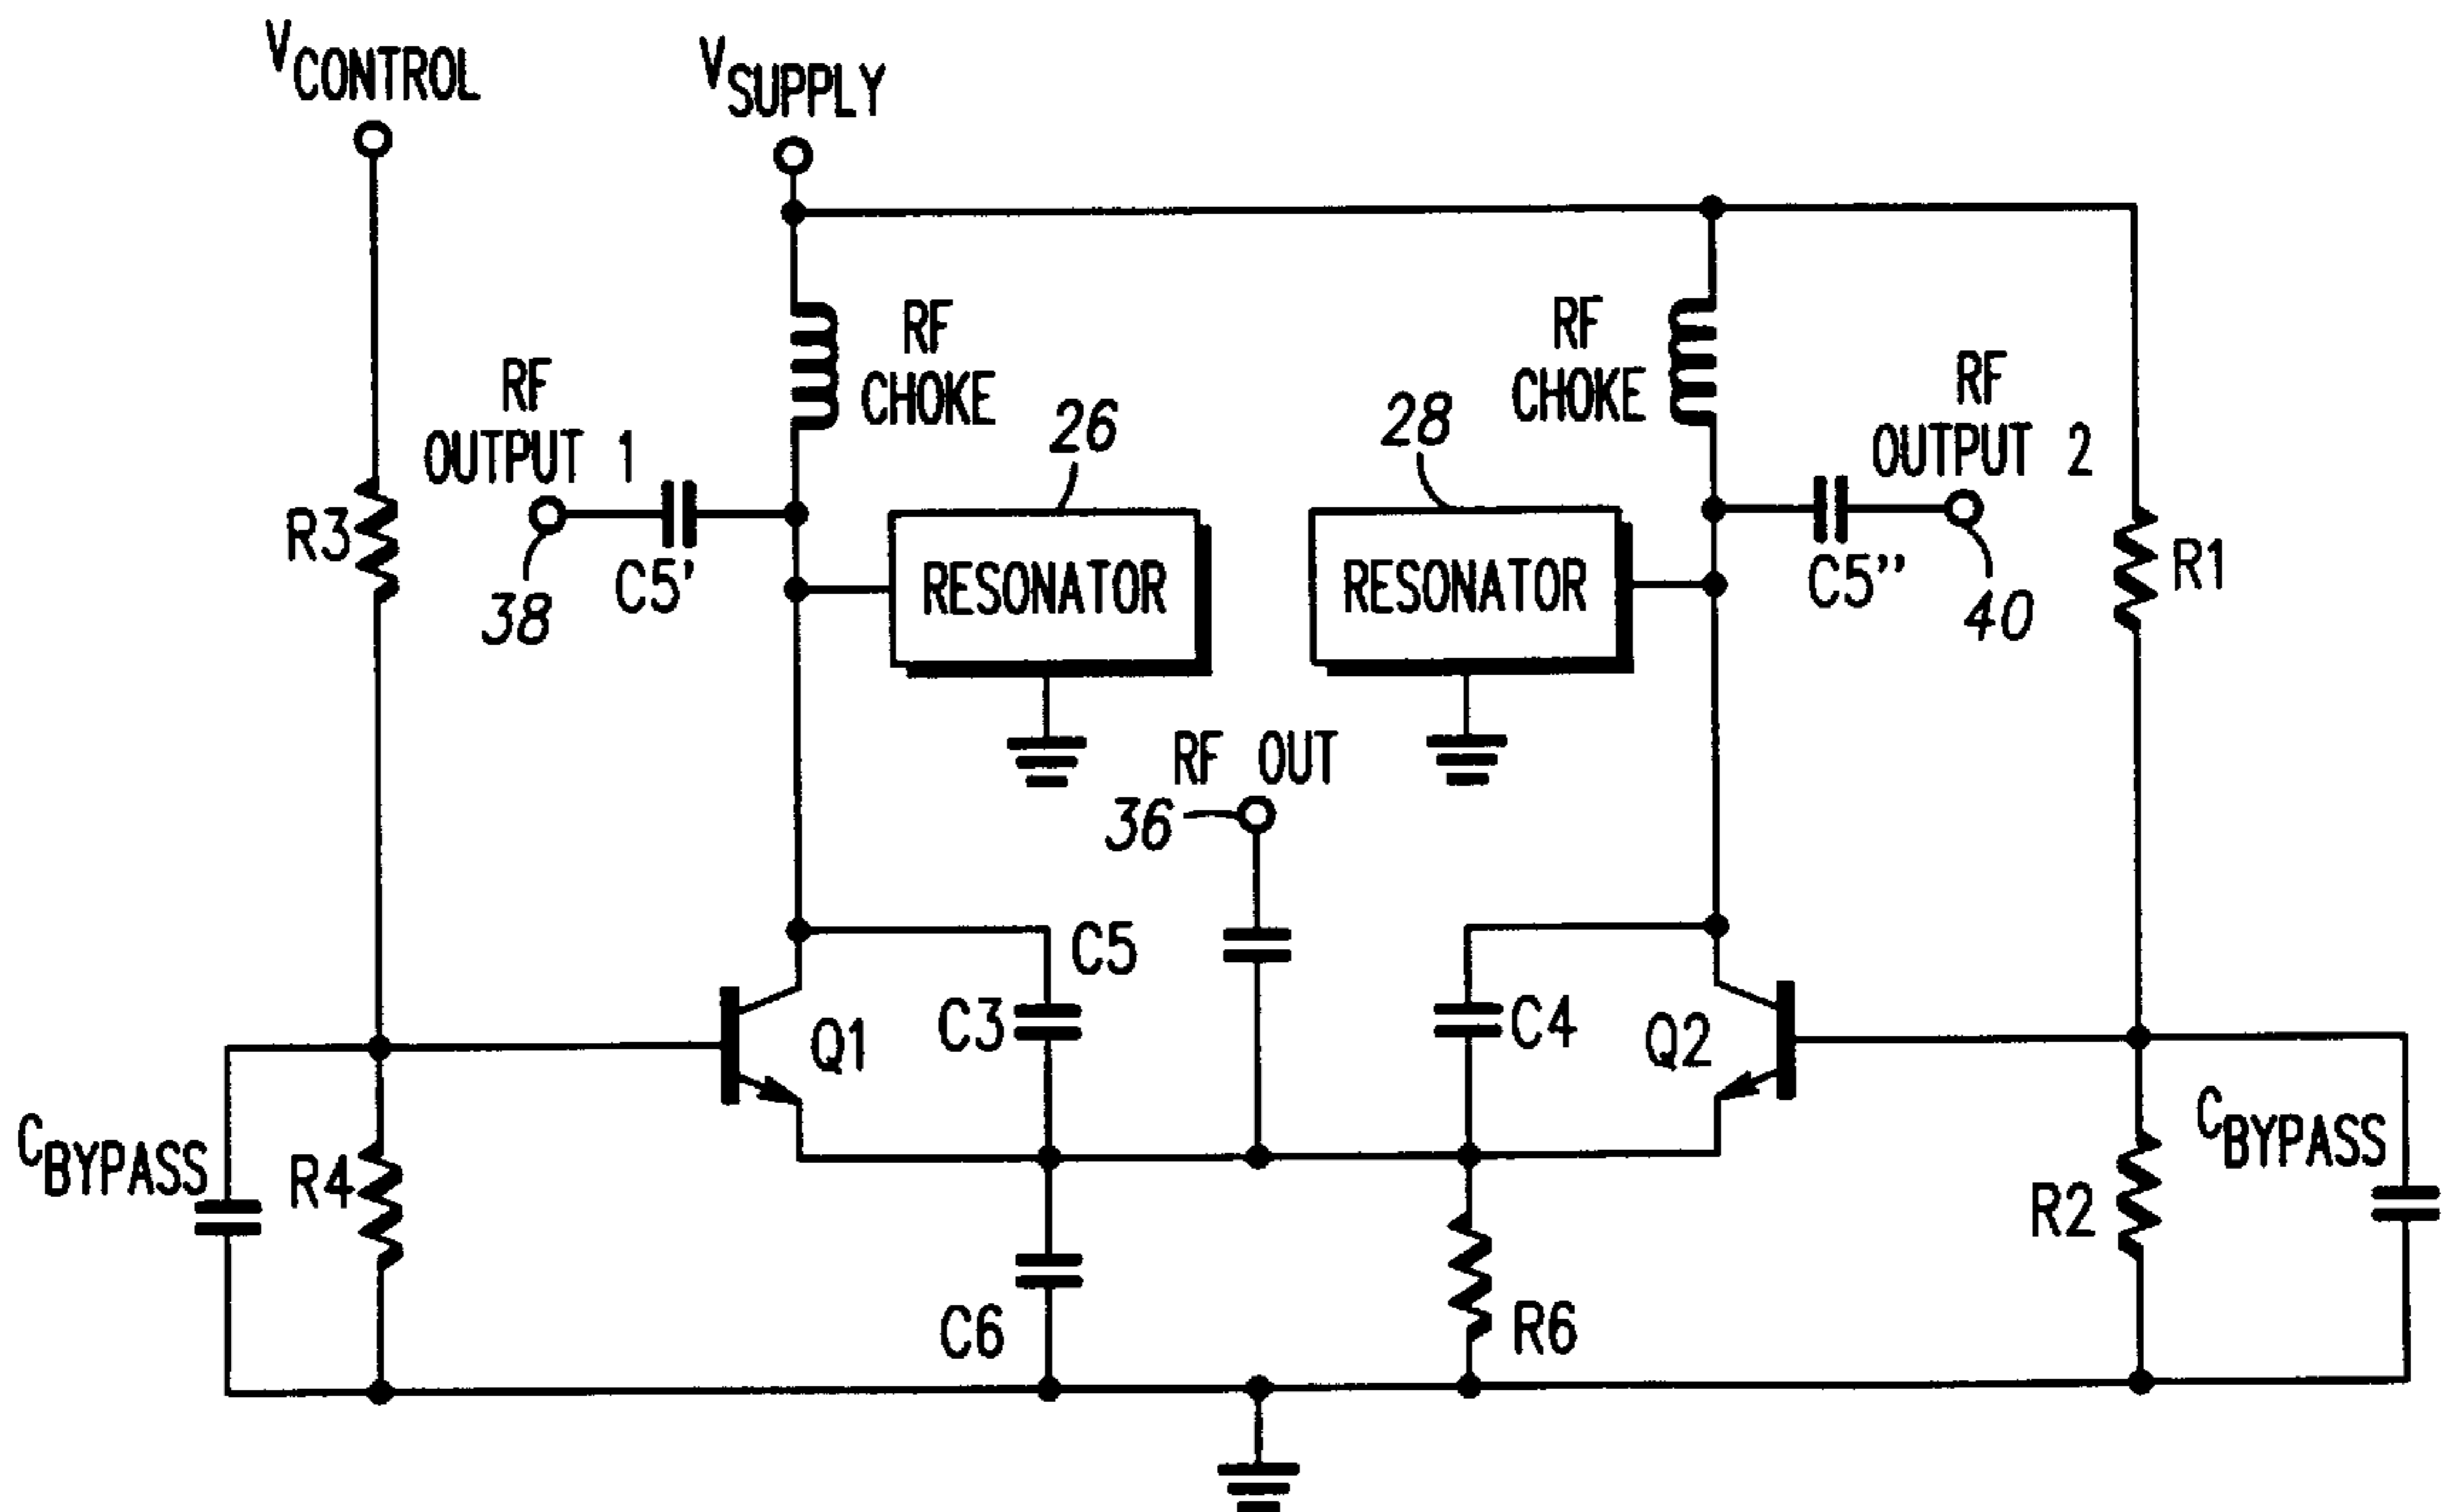 VCONTROL
VSUPPLY
RF
CHOKE
RF
CHOKE
RF
OUTPUT 1
RF
OUTPUT 2
26
28
R3
C5'
38
RESONATOR
RESONATOR
C5"
40
R1
RF OUT
36
C5
C3
Q1
C4
Q2
CBYPASS
R4
CBYPASS
R2
C6
R6